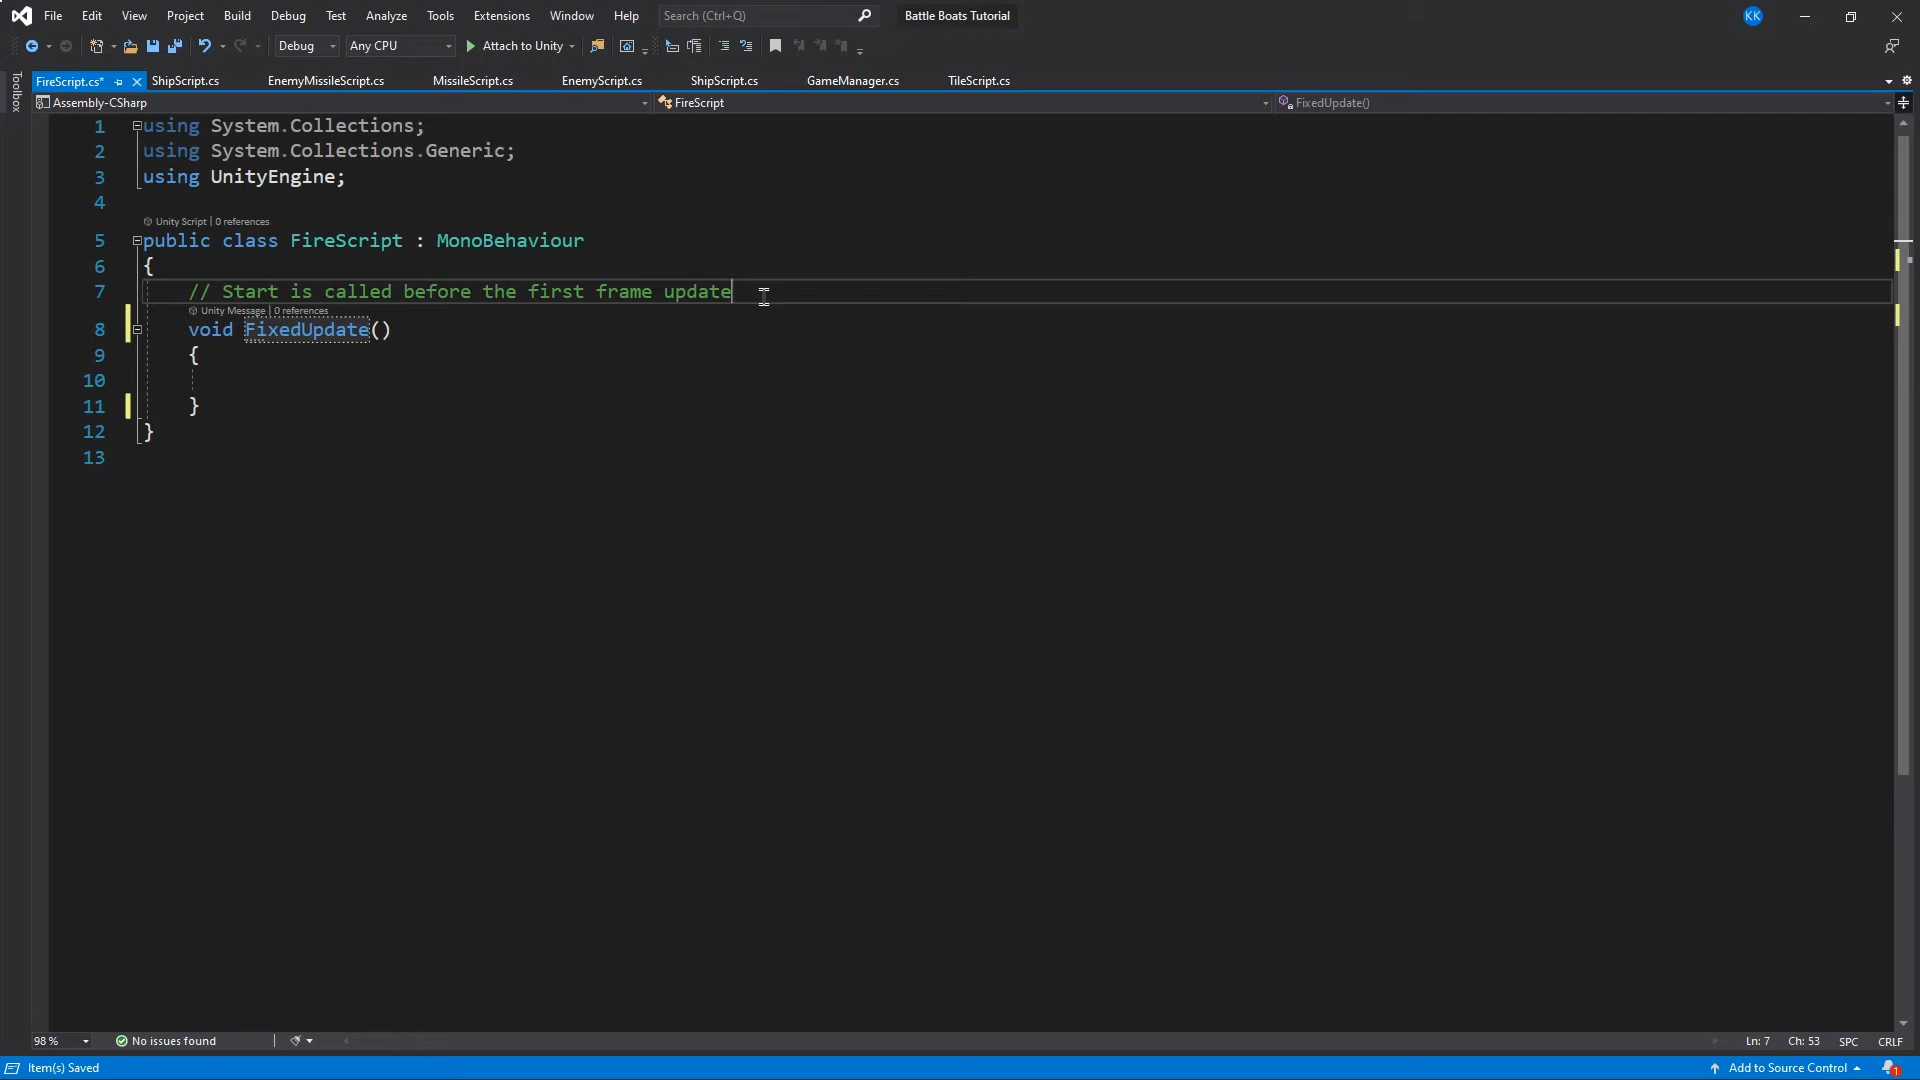 File Edit View Project Build Debug Test Analyze Tools Extensions Window Help Search (Ctrl+Q) Battle Boats Tutorial KK
Debug Any CPU Attach to Unity
FireScript.cs* ShipScript.cs EnemyMissileScript.cs MissileScript.cs EnemyScript.cs ShipScript.cs GameManager.cs TileScript.cs
Toolbox
Assembly-CSharp FireScript FixedUpdate()
1 using System.Collections;
2 using System.Collections.Generic;
3 using UnityEngine;
4
Unity Script | 0 references
5 public class FireScript : MonoBehaviour
6 {
7 // Start is called before the first frame update
Unity Message | 0 references
8 void FixedUpdate()
9 {
10
11 }
12 }
13
98 % No issues found Ln: 7 Ch: 53 SPC CRLF
Item(s) Saved Add to Source Control 1